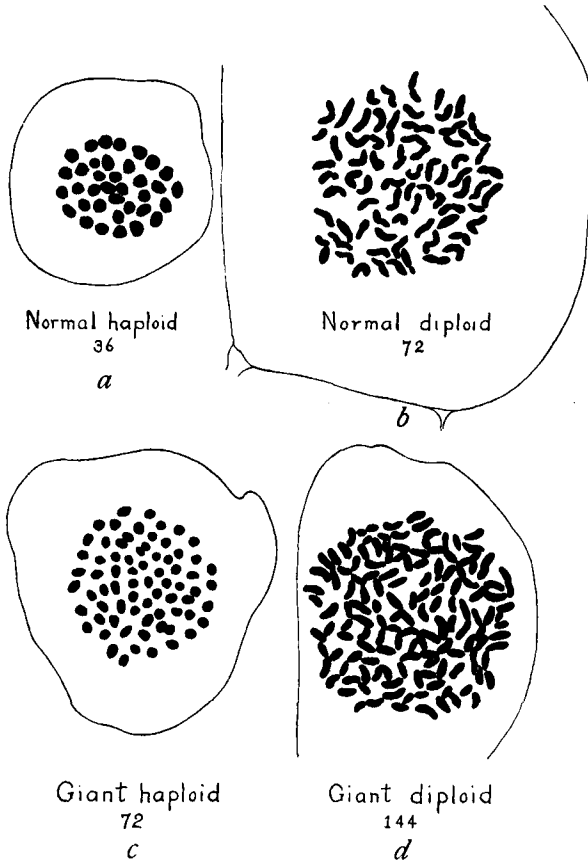 Normal haploid
36
a
Normal diploid
72
b
Giant haploid
72
c
Giant diploid
144
d